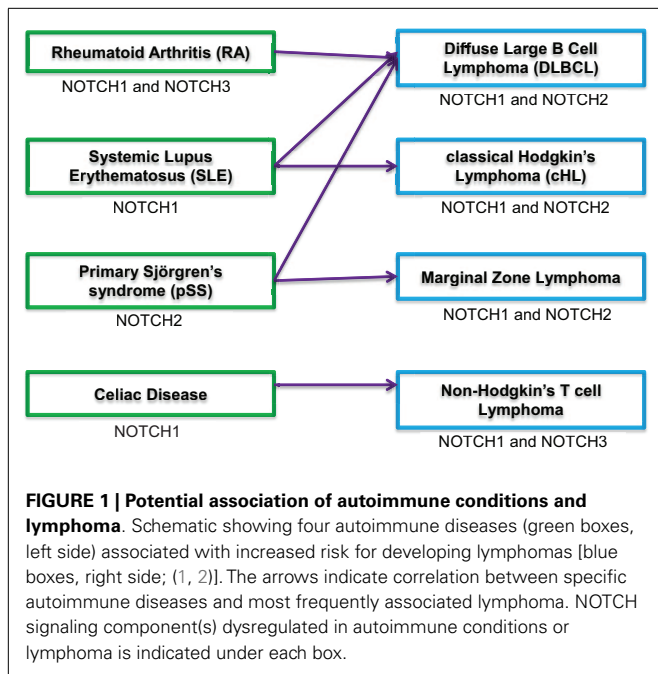 Rheumatoid Arthritis (RA)
NOTCH1 and NOTCH3
Diffuse Large B Cell
Lymphoma (DLBCL)
NOTCH1 and NOTCH2
Systemic Lupus
Erythematosus (SLE)
NOTCH1
classical Hodgkin's
Lymphoma (cHL)
NOTCH1 and NOTCH2
Primary Sjörgren's
syndrome (pSS)
NOTCH2
Marginal Zone Lymphoma
NOTCH1 and NOTCH2
Celiac Disease
NOTCH1
Non-Hodgkin's T cell
Lymphoma
NOTCH1 and NOTCH3
FIGURE 1 | Potential association of autoimmune conditions and
lymphoma. Schematic showing four autoimmune diseases (green boxes,
left side) associated with increased risk for developing lymphomas [blue
boxes, right side; (1, 2)]. The arrows indicate correlation between specific
autoimmune diseases and most frequently associated lymphoma. NOTCH
signaling component(s) dysregulated in autoimmune conditions or
lymphoma is indicated under each box.